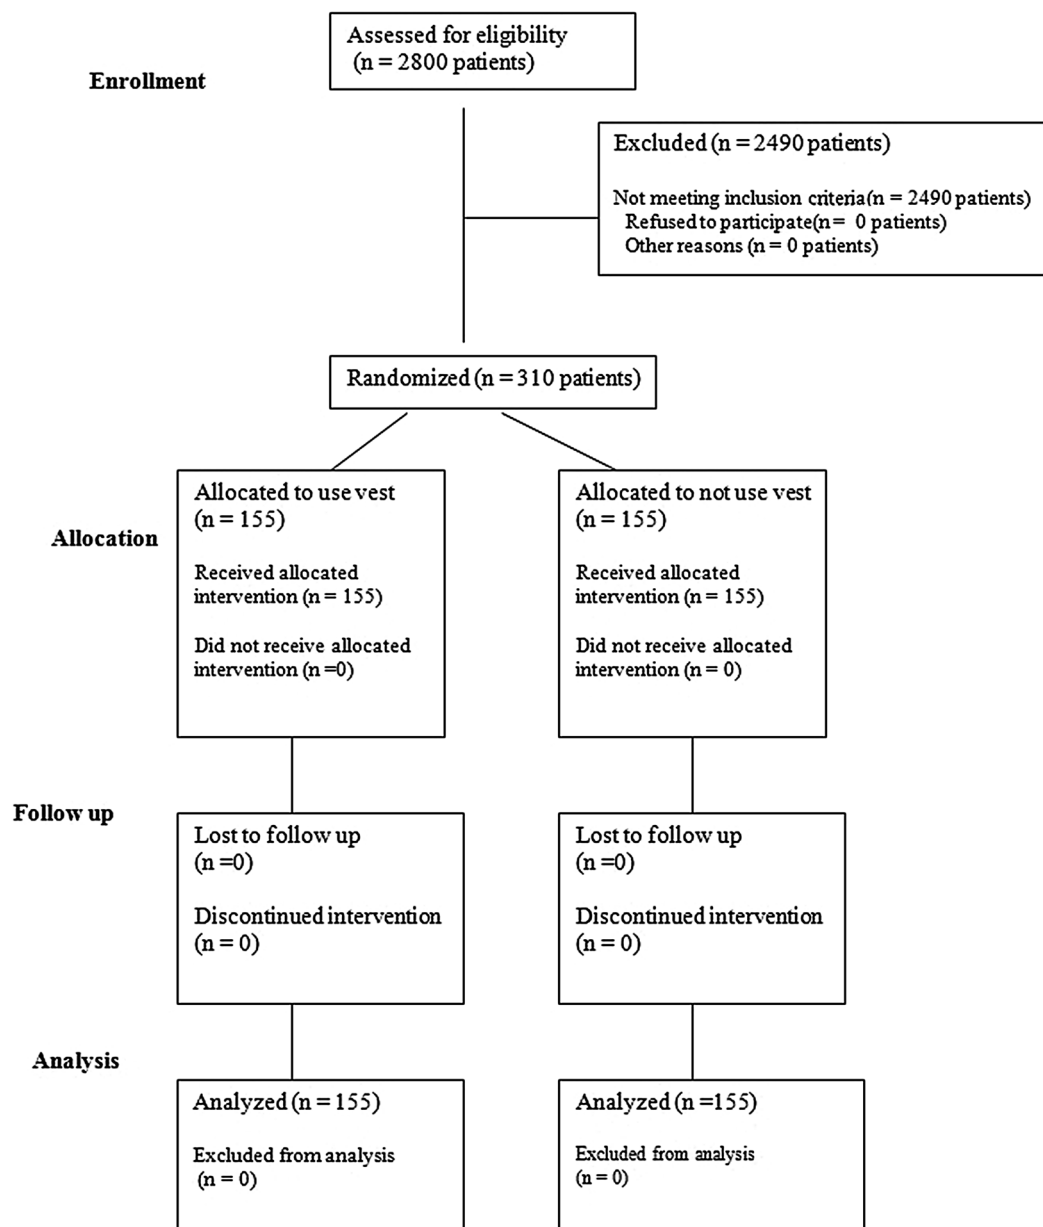 Assessed for eligibility
(n = 2800 patients)
Enrollment
Excluded (n = 2490 patients)
Not meeting inclusion criteria(n = 2490 patients)
Refused to participate(n = 0 patients)
Other reasons (n = 0 patients)
Randomized (n = 310 patients)
Allocation
Allocated to use vest
(n = 155)
Received allocated
intervention (n = 155)
Did not receive allocated
intervention (n =0)
Allocated to not use vest
(n = 155)
Received allocated
intervention (n = 155)
Did not receive allocated
intervention (n = 0)
Follow up
Lost to follow up
(n =0)
Discontinued intervention
(n = 0)
Lost to follow up
(n =0)
Discontinued intervention
(n = 0)
Analysis
Analyzed (n = 155)
Excluded from analysis
(n = 0)
Analyzed (n =155)
Excluded from analysis
(n = 0)